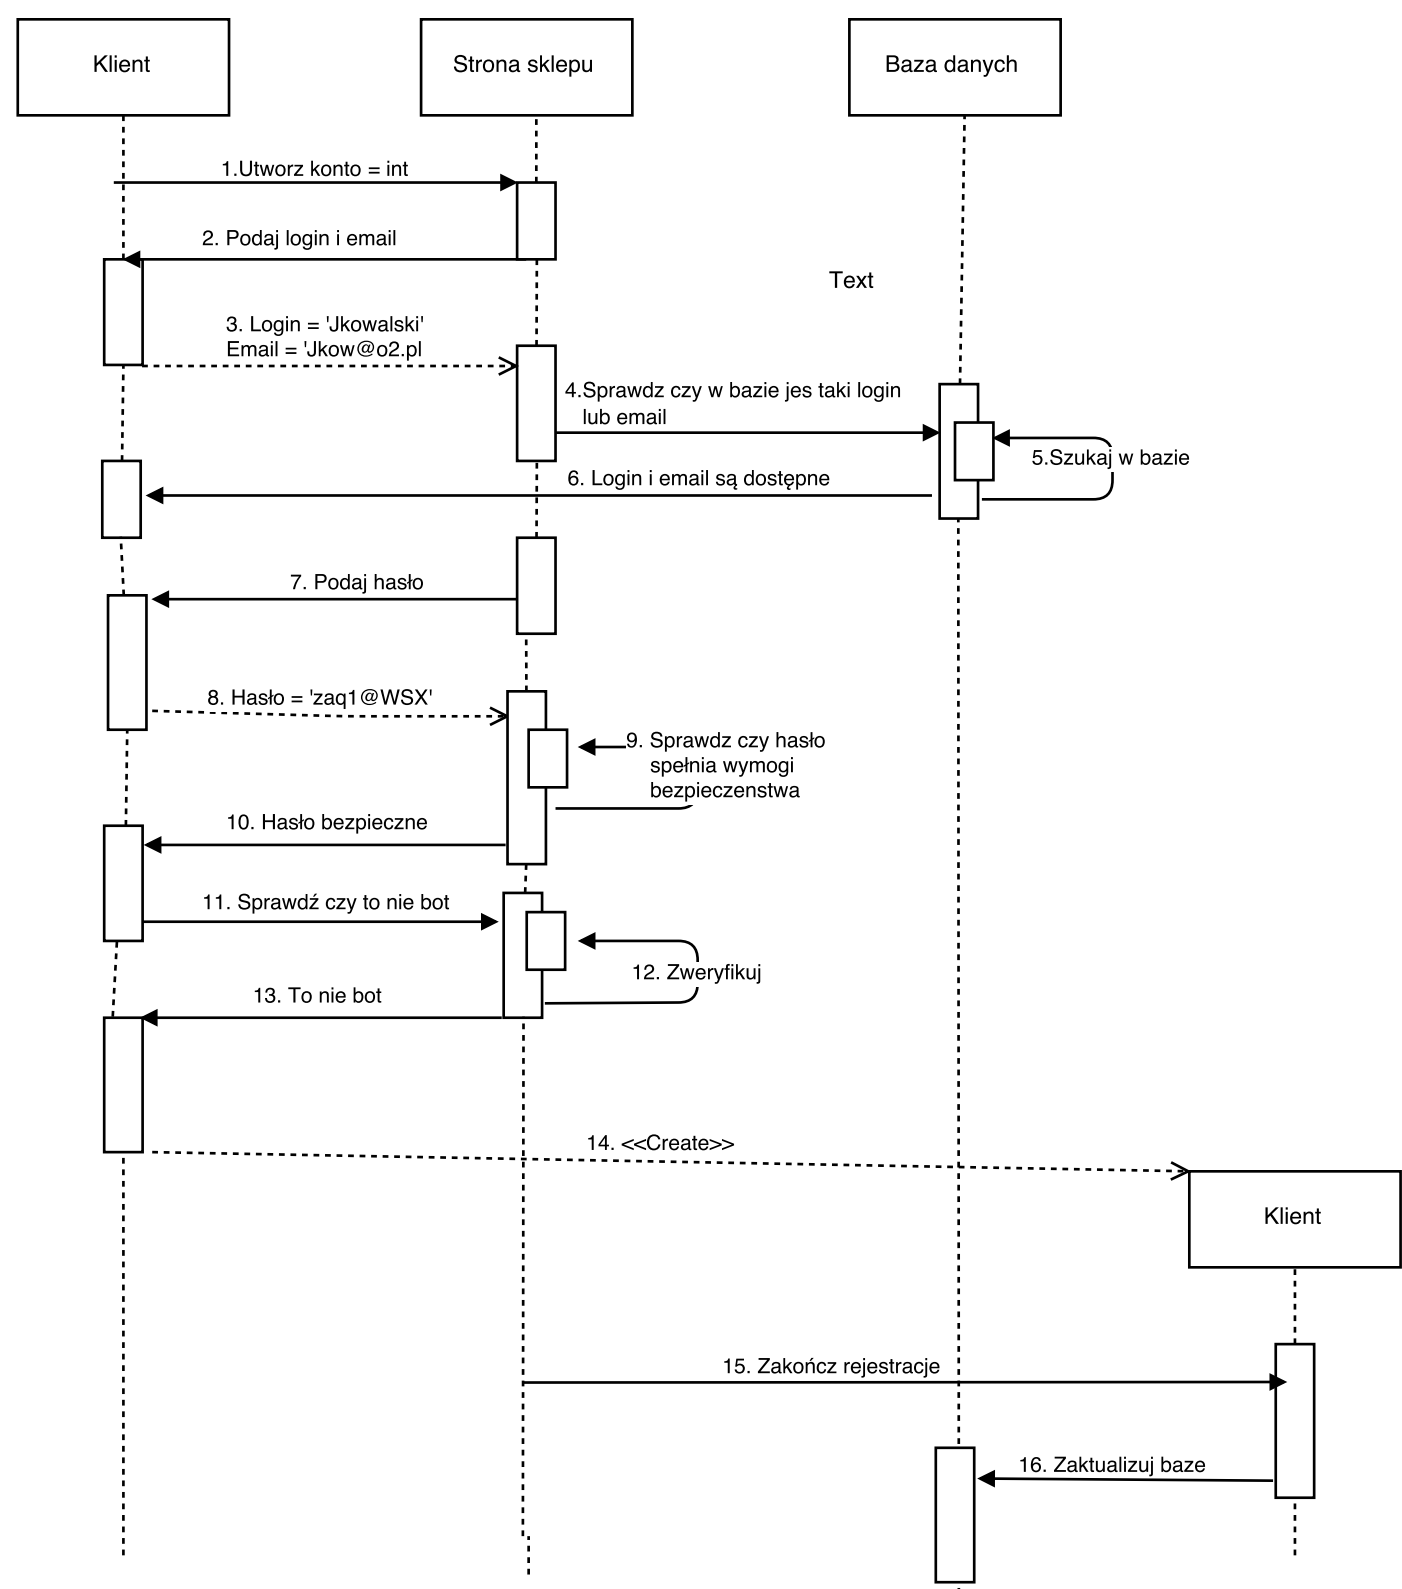 Klient
Strona sklepu
Baza danych
1.Utworz konto = int
2. Podaj login i email
Text
3. Login = 'Jkowalski'
Email = 'Jkow@o2.pl
4.Sprawdz czy w bazie jes taki login
lub email
5.Szukaj w bazie
6. Login i email są dostępne
7. Podaj hasło
8. Hasło = 'zaq1@WSX'
9. Sprawdz czy hasło
spełnia wymogi
bezpieczenstwa
10. Hasło bezpieczne
11. Sprawdź czy to nie bot
12. Zweryfikuj
13. To nie bot
14. <<Create>>
Klient
15. Zakończ rejestracje
16. Zaktualizuj baze